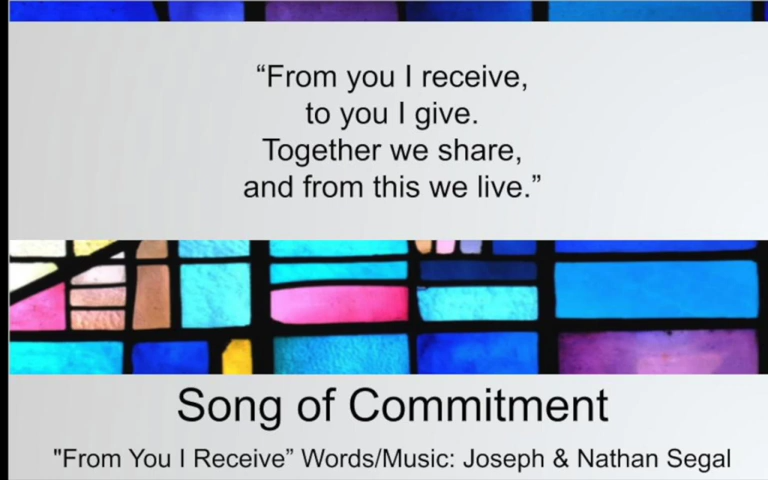 “From you I receive,
to you I give.
Together we share,
and from this we live.”
Song of Commitment
"From You I Receive” Words/Music: Joseph & Nathan Segal